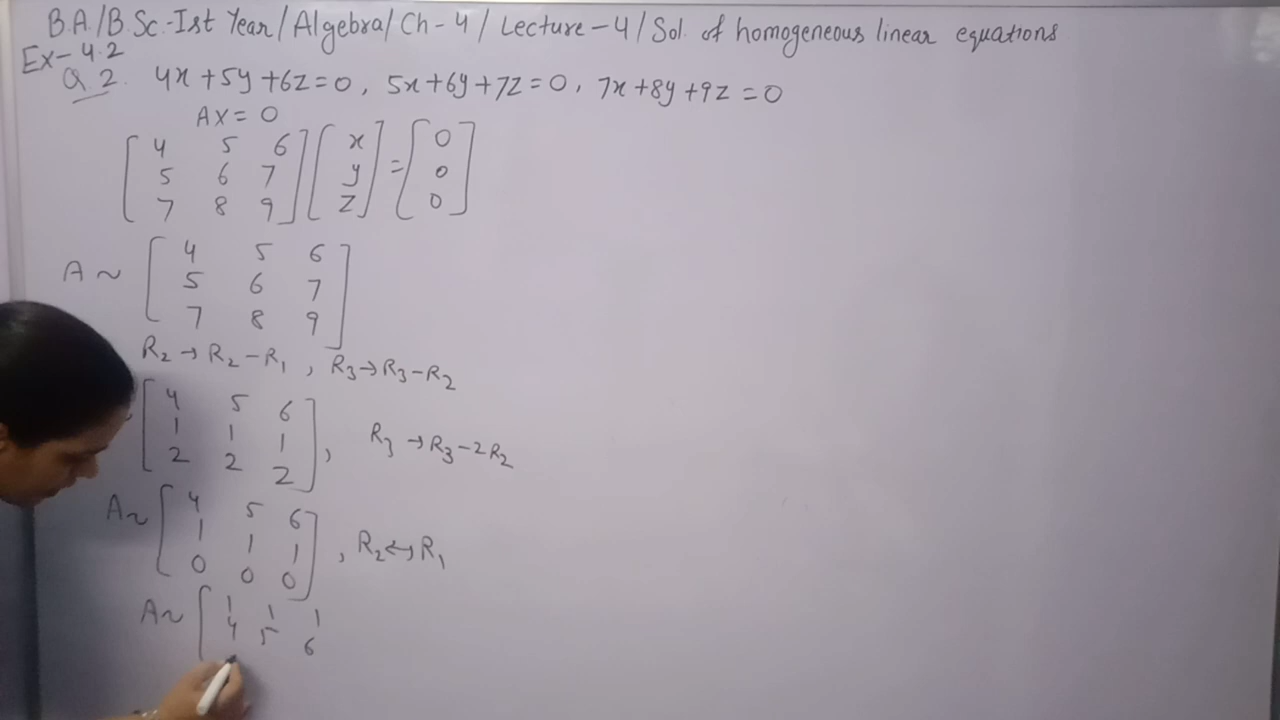 B.A./B.Sc.-Ist Year/Algebra/Ch-4/Lecture-4/Sol. of homogeneous linear equations
Ex-4.2
Q.2. 4x+5y+6z=0, 5x+6y+7z=0, 7x+8y+9z=0
AX=0
[4 5 6] [x] = [0]
[5 6 7] [y] [0]
[7 8 9] [z] [0]
A~ [4 5 6]
[5 6 7]
[7 8 9]
R₂→R₂-R₁, R₃→R₃-R₂
[4 5 6]
[1 1 1]
[2 2 2], R₃→R₃-2R₂
A~ [4 5 6]
[1 1 1]
[0 0 0], R₂↔R₁
A~ [1 1 1
4 5 6